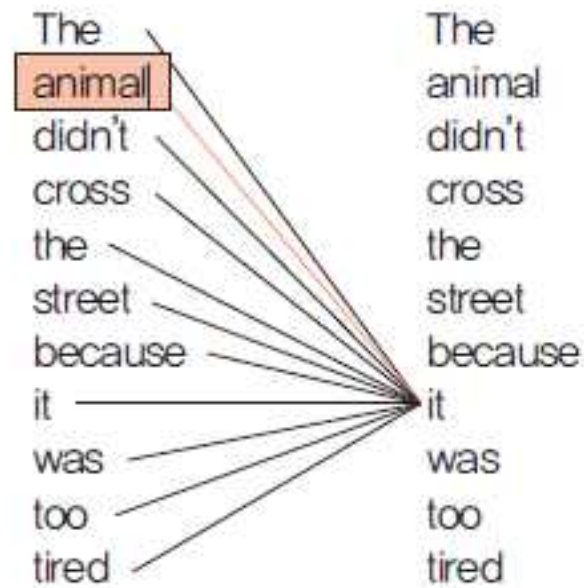 The
animal
didn't
cross
the
street
because
it
was
too
tired
The
animal
didn't
cross
the
street
because
it
was
too
tired